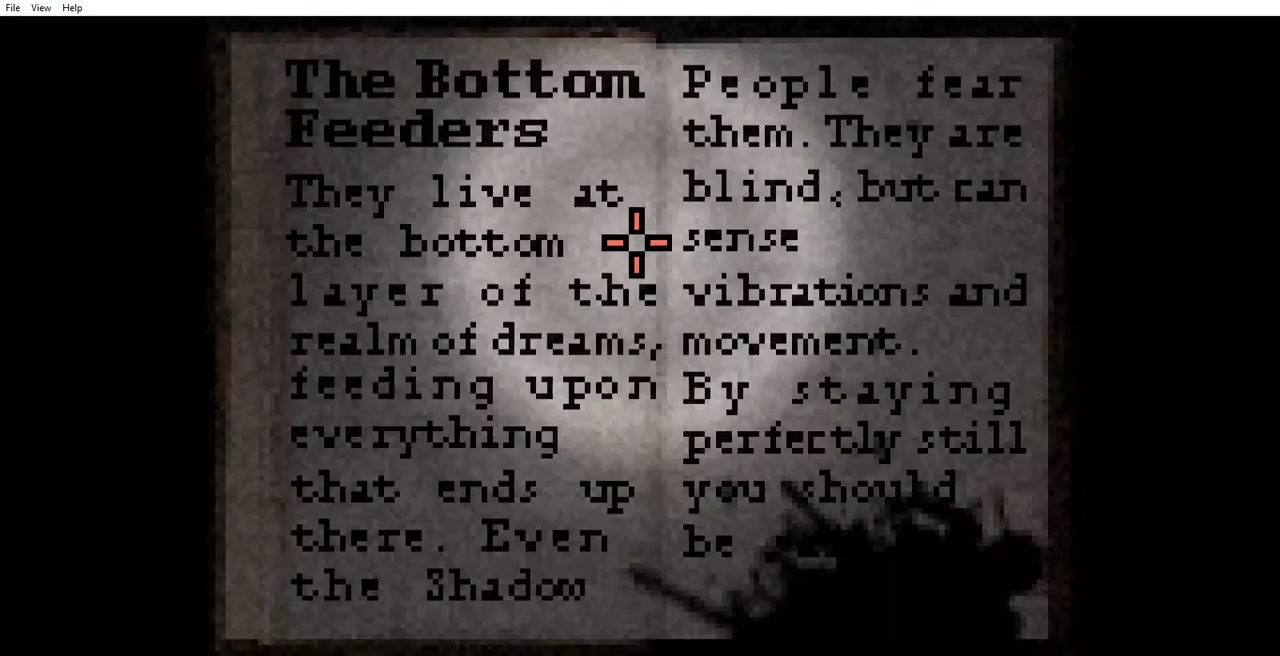 File View Help
The Bottom
Feeders
They live at
the bottom
layer of the
realm of dreams,
feeding upon
everything
that ends up
there. Even
the Shadow
People fear
them. They are
blind, but can
sense
vibrations and
movement.
By staying
perfectly still
you should
be